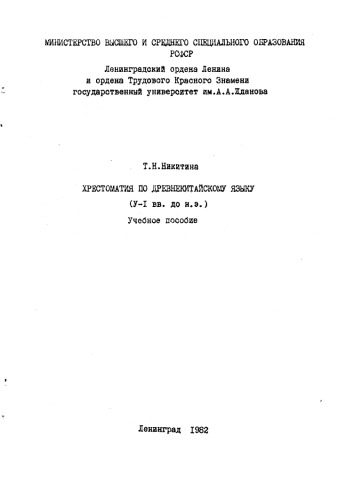 МИНИСТЕРСТВО ВЫСШЕГО И СРЕДНЕГО СПЕЦИАЛЬНОГО ОБРАЗОВАНИЯ
РСФСР
Ленинградский ордена Ленина
и ордена Трудового Красного Знамени
государственный университет им.А.А.Жданова
Т.Н.Никитина
ХРЕСТОМАТИЯ ПО ДРЕВНЕКИТАЙСКОМУ ЯЗЫКУ
(У-I вв. до н.э.)
Учебное пособие
Ленинград 1982